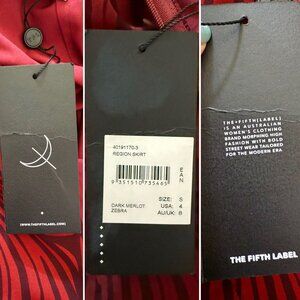 (WWW.THEFIFTHLABEL.COM)
40191170-3
REGION SKIRT
EAN
9 351510 735465
DARK MERLOT
ZEBRA
SIZE: S
USA: 4
AU/UK: 8
THE•FIFTH(LABEL)
IS AN AUSTRALIAN
WOMEN'S CLOTHING
BRAND MORPHING HIGH
FASHION WITH BOLD
STREET WEAR TAILORED
FOR THE MODERN ERA.
THE FIFTH LABEL